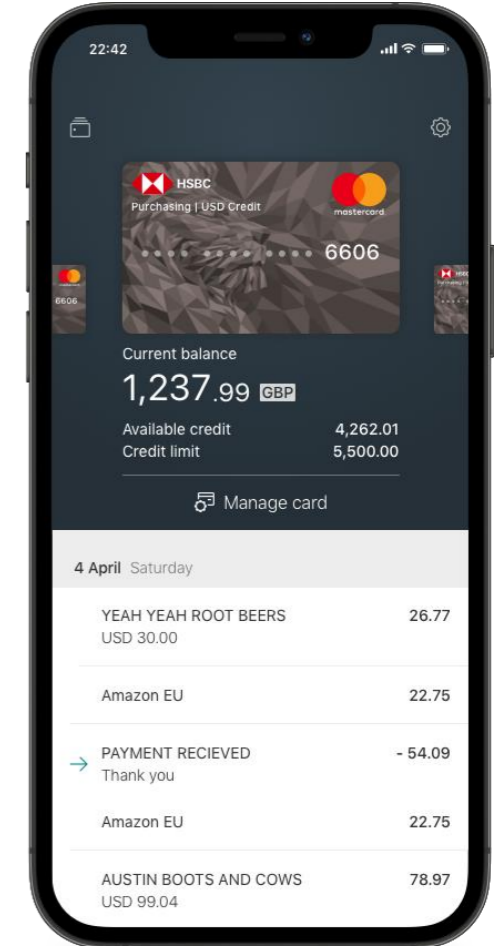 22:42
HSBC
Purchasing | USD Credit
mastercard.
6606
6606
Current balance
1,237.99 GBP
Available credit 4,262.01
Credit limit 5,500.00
Manage card
4 April Saturday
YEAH YEAH ROOT BEERS 26.77
USD 30.00
Amazon EU 22.75
PAYMENT RECIEVED - 54.09
Thank you
Amazon EU 22.75
AUSTIN BOOTS AND COWS 78.97
USD 99.04